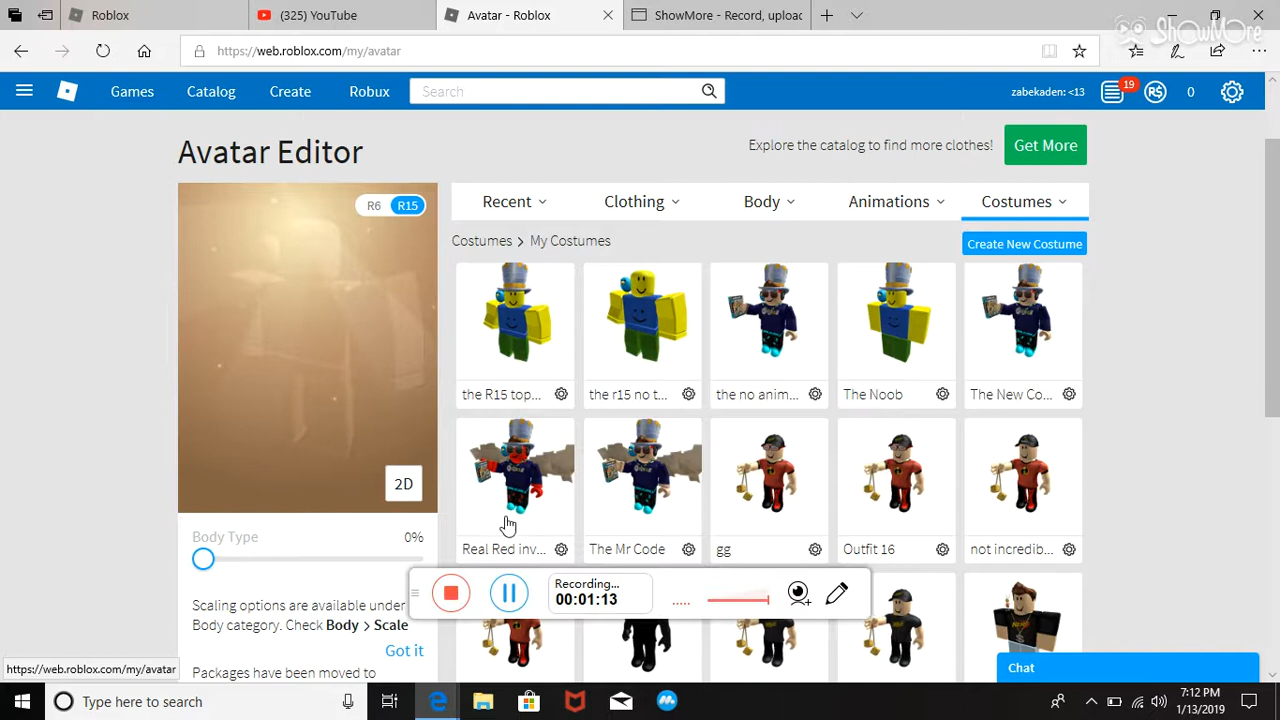 Roblox
(325) YouTube
Avatar - Roblox
ShowMore - Record, upload
ShowMore
https://web.roblox.com/my/avatar
Games
Catalog
Create
Robux
Search
zabekaden: <13
19
R$
0
Avatar Editor
Explore the catalog to find more clothes!
Get More
R6
R15
Recent
Clothing
Body
Animations
Costumes
Costumes > My Costumes
Create New Costume
the R15 top...
the r15 no t...
the no anim...
The Noob
The New Co...
2D
Real Red inv...
The Mr Code
gg
Outfit 16
not incredib...
Body Type
0%
Recording...
00:01:13
Scaling options are available under
Body category. Check Body > Scale
Got it
https://web.roblox.com/my/avatar
Packages have been moved to
Chat
Type here to search
7:12 PM
1/13/2019